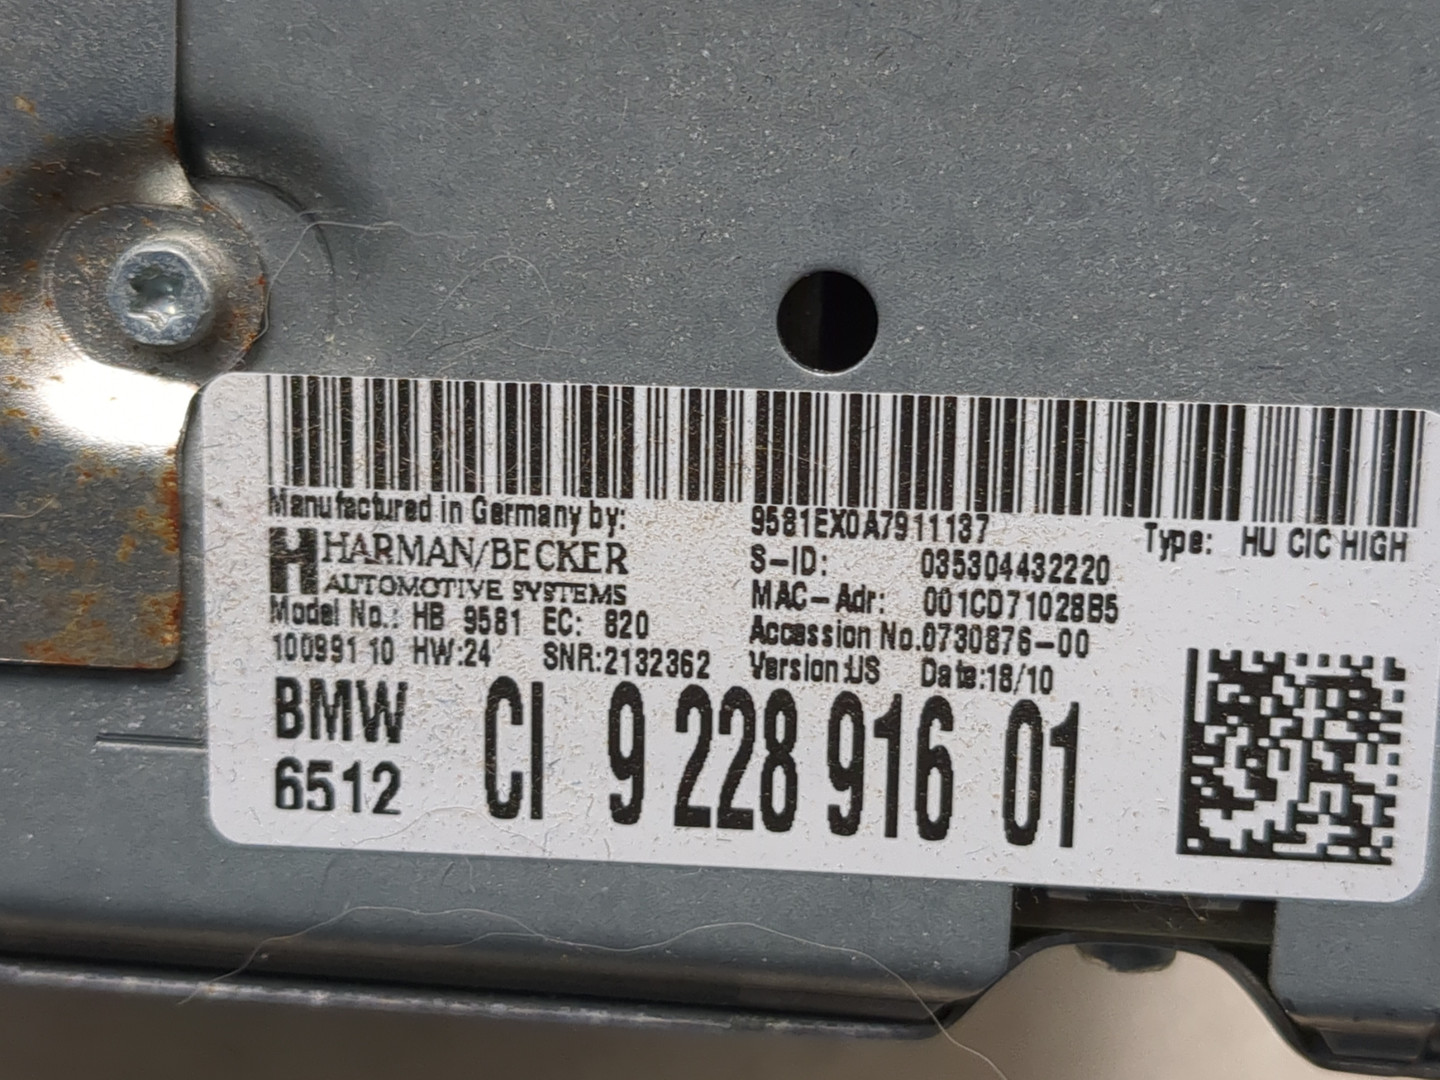 Manufactured in Germany by:
HARMAN/BECKER
AUTOMOTIVE SYSTEMS
Model No.: HB 9581 EC: 820
100991 10 HW:24 SNR:2132362
9581EX0A7911137
S-ID: 035304432220
MAC-Adr: 001CD71028B5
Accession No.0730876-00
Version:US Date:18/10
Type: HU CIC HIGH
BMW
6512
CI 9 228 916 01